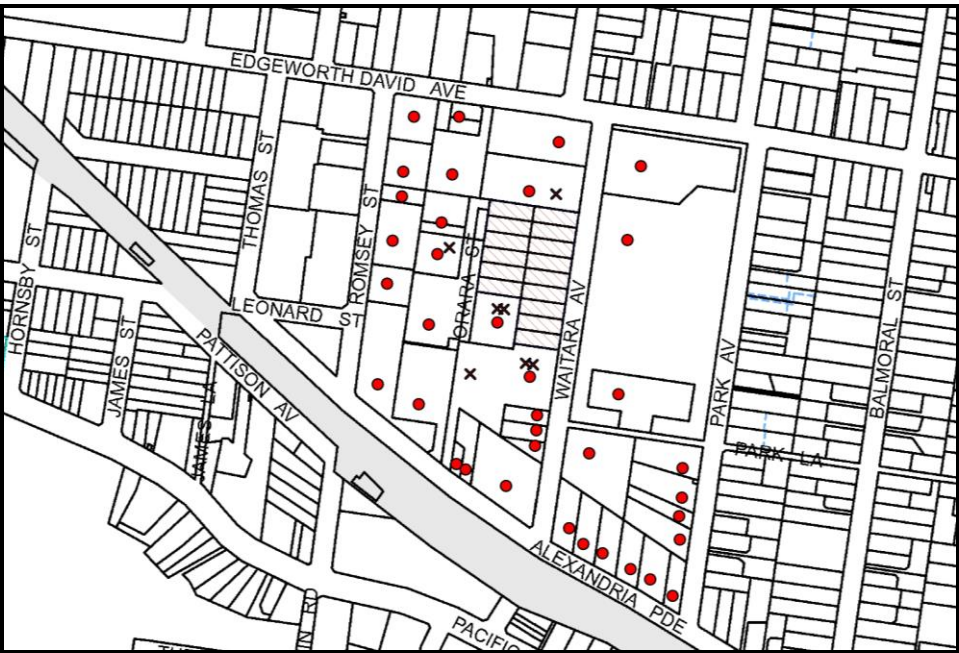 EDGEWORTH DAVID AVE
THOMAS ST
ROMSEY ST
ORARA ST
WAITARA AV
HORNSBY ST
LEONARD ST
JAMES ST
PATTISON AV
JAMES LA
PARK AV
BALMORAL ST
PARK LA
ALEXANDRIA PDE
RD
PACIFIC